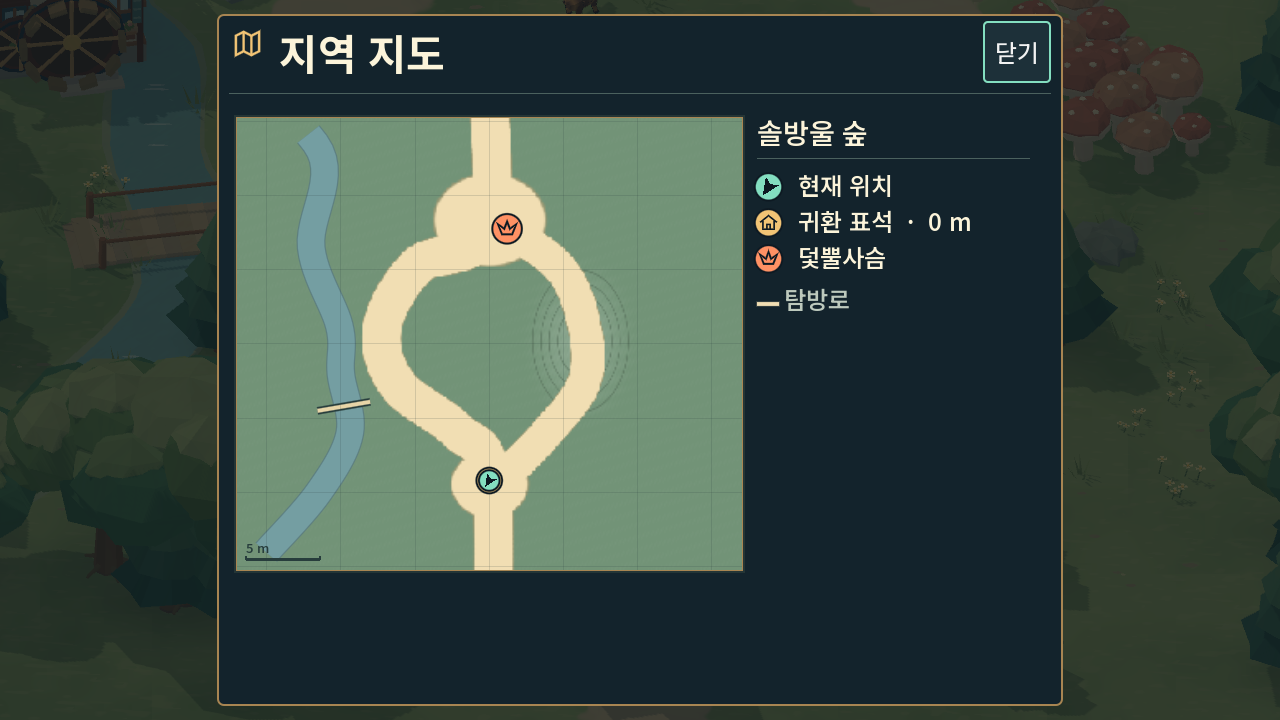 지역 지도
닫기
솔방울 숲
현재 위치
귀환 표석 · 0 m
덫뿔사슴
탐방로
5 m